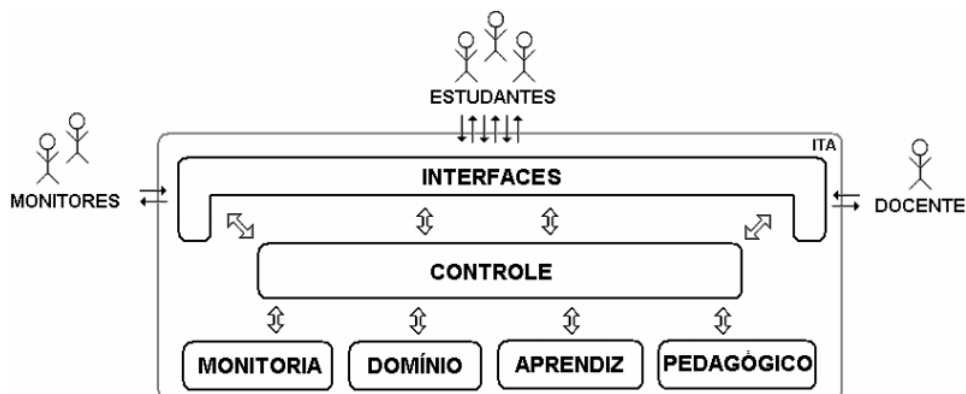 ESTUDANTES
ITA
INTERFACES
MONITORES
DOCENTE
CONTROLE
MONITORIA
DOMÍNIO
APRENDIZ
PEDAGÓGICO